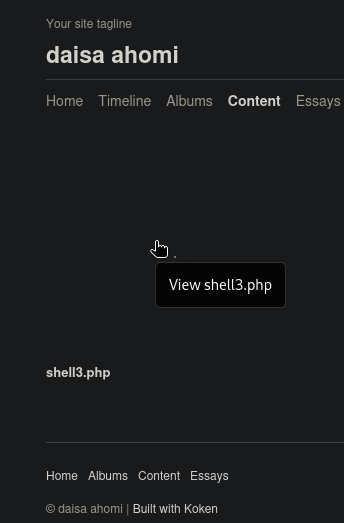 Your site tagline
daisa ahomi
Home Timeline Albums Content Essays
View shell3.php
shell3.php
Home Albums Content Essays
© daisa ahomi | Built with Koken